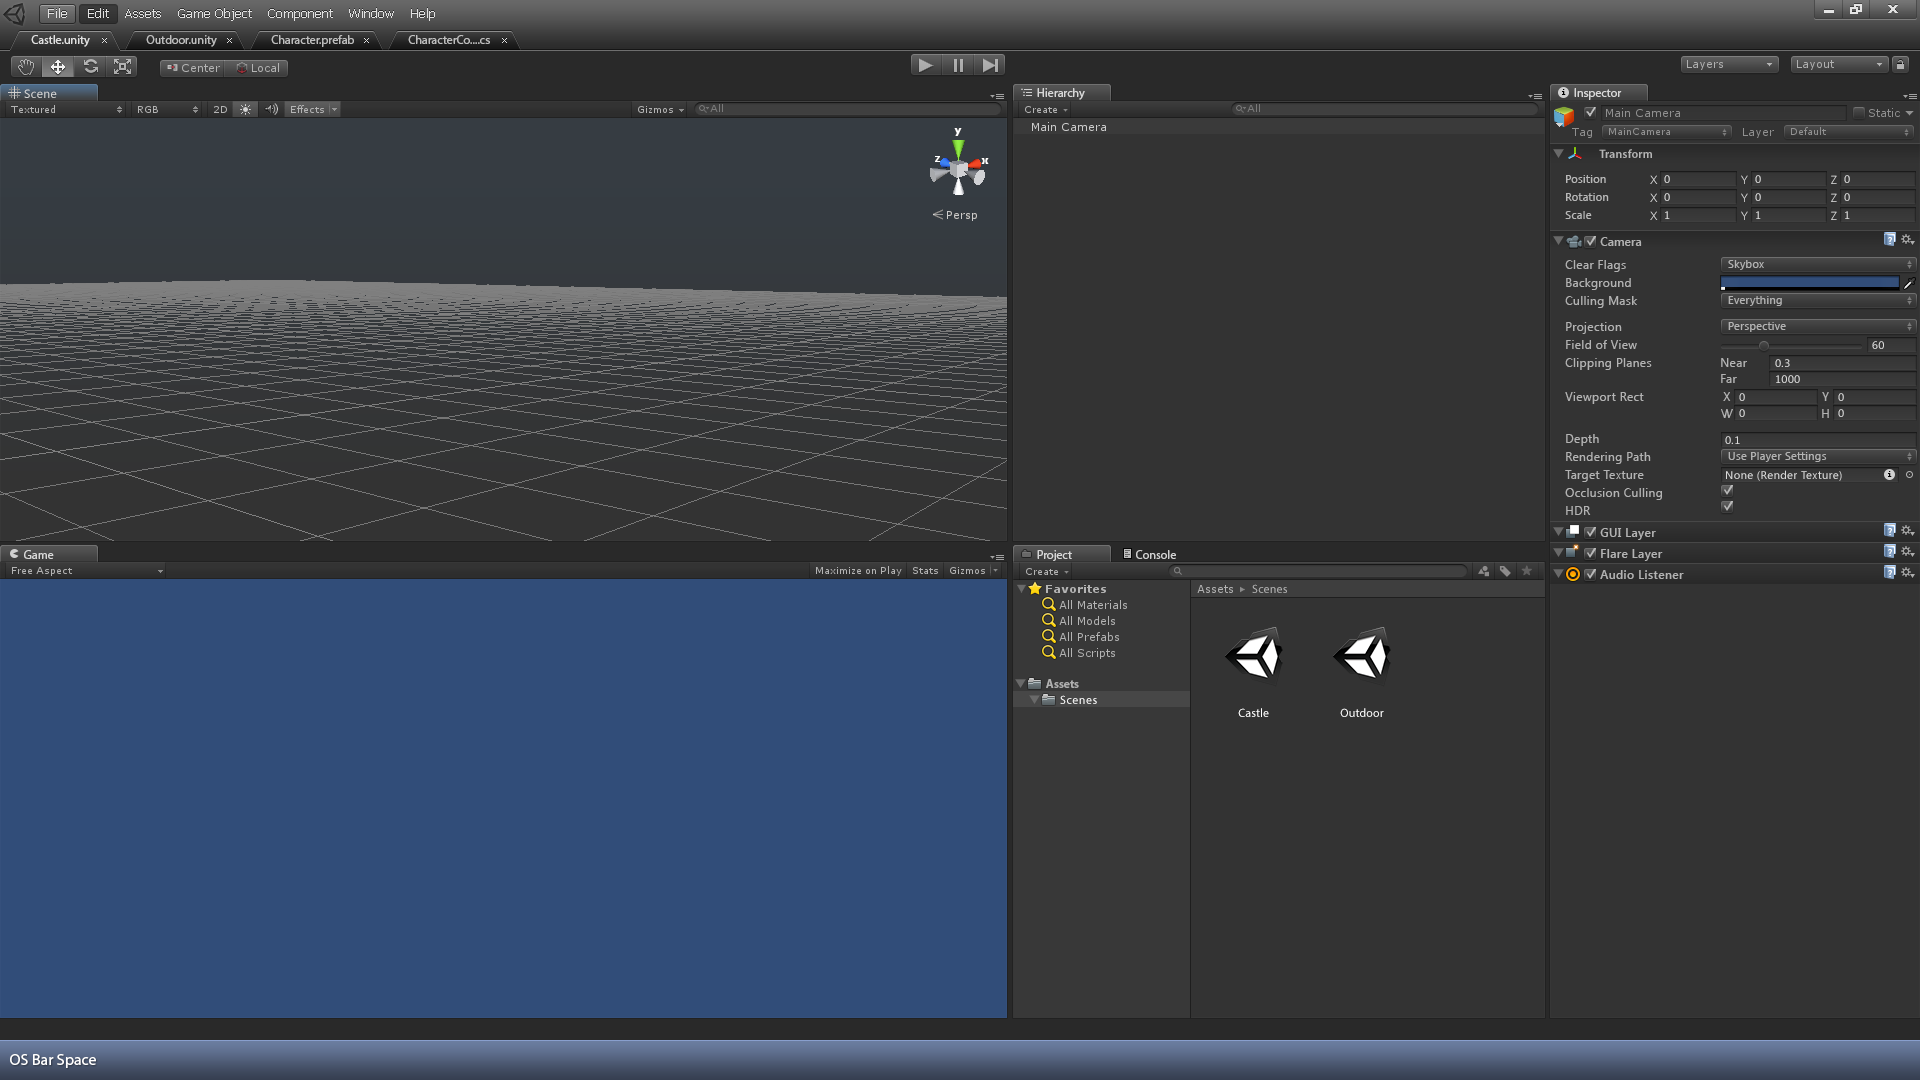 File Edit Assets Game Object Component Window Help
Castle.unity × Outdoor.unity × Character.prefab × CharacterCo....cs ×
Center Local
Layers Layout
Scene
Textured RGB 2D Effects Gizmos All
y
z x
Persp
Game
Free Aspect Maximize on Play Stats Gizmos
Hierarchy
Create All
Main Camera
Project Console
Create
Favorites
All Materials
All Models
All Prefabs
All Scripts
Assets
Scenes
Assets ▸ Scenes
Castle Outdoor
Inspector
Main Camera Static
Tag MainCamera Layer Default
Transform
Position X 0 Y 0 Z 0
Rotation X 0 Y 0 Z 0
Scale X 1 Y 1 Z 1
Camera
Clear Flags Skybox
Background
Culling Mask Everything
Projection Perspective
Field of View 60
Clipping Planes Near 0.3
Far 1000
Viewport Rect X 0 Y 0
W 0 H 0
Depth 0.1
Rendering Path Use Player Settings
Target Texture None (Render Texture)
Occlusion Culling
HDR
GUI Layer
Flare Layer
Audio Listener
OS Bar Space